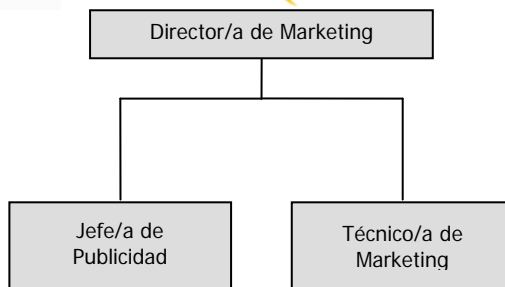 Director/a de Marketing
Jefe/a de
Publicidad
Técnico/a de
Marketing